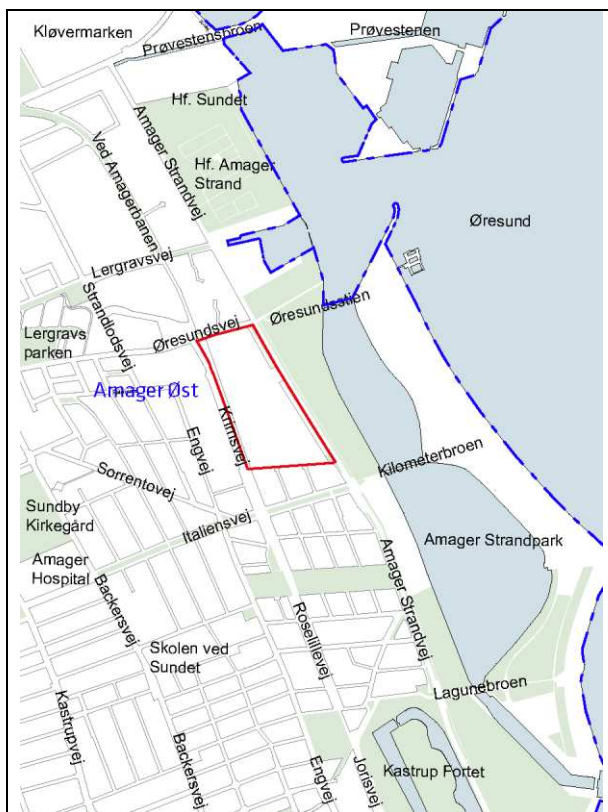 Kløvermarken
Prøvestensbroen
Prøvestenen
Hf. Sundet
Amager Strandvej
Ved Amagerbanen
Hf. Amager
Strand
Øresund
Lergravsvej
Strandlodsvej
Øresundsvej
Øresundsstien
Lergravs
parken
Amager Øst
Krimsvej
Engvej
Kilometerbroen
Sorrentovej
Sundby
Kirkegård
Italiensvej
Amager Strandpark
Amager
Hospital
Backersvej
Amager Strandvej
Skolen ved
Sundet
Roselillevej
Lagunebroen
Kastrupvej
Backersvej
Engvej
Jorisvej
Kastrup Fortet